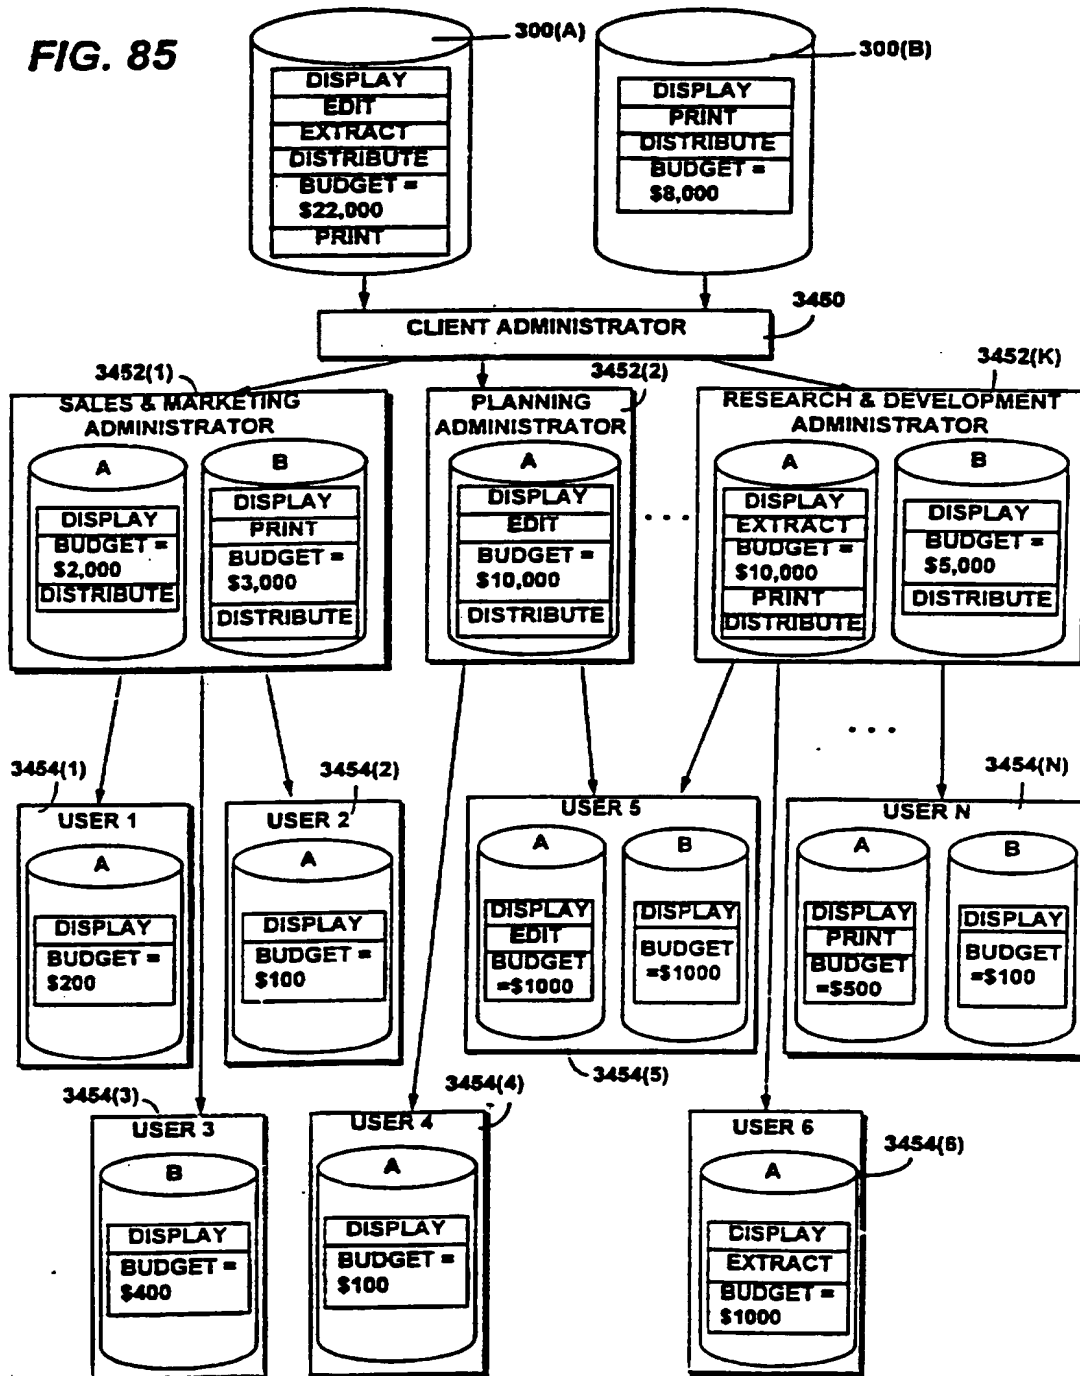 FIG. 85
300(A)
DISPLAY
EDIT
EXTRACT
DISTRIBUTE
BUDGET =
$22,000
PRINT
300(B)
DISPLAY
PRINT
DISTRIBUTE
BUDGET =
$8,000
CLIENT ADMINISTRATOR
3450
3452(1)
SALES & MARKETING
ADMINISTRATOR
A
DISPLAY
BUDGET =
$2,000
DISTRIBUTE
B
DISPLAY
PRINT
BUDGET =
$3,000
DISTRIBUTE
3452(2)
PLANNING
ADMINISTRATOR
A
DISPLAY
EDIT
BUDGET =
$10,000
DISTRIBUTE
. . .
3452(K)
RESEARCH & DEVELOPMENT
ADMINISTRATOR
A
DISPLAY
EXTRACT
BUDGET =
$10,000
PRINT
DISTRIBUTE
B
DISPLAY
BUDGET =
$5,000
DISTRIBUTE
. . .
3454(1)
USER 1
A
DISPLAY
BUDGET =
$200
3454(2)
USER 2
A
DISPLAY
BUDGET =
$100
USER 5
A
DISPLAY
EDIT
BUDGET
=$1000
B
DISPLAY
BUDGET
=$1000
3454(5)
3454(N)
USER N
A
DISPLAY
PRINT
BUDGET
=$500
B
DISPLAY
BUDGET
=$100
3454(3)
USER 3
B
DISPLAY
BUDGET =
$400
3454(4)
USER 4
A
DISPLAY
BUDGET =
$100
USER 6
3454(6)
A
DISPLAY
EXTRACT
BUDGET =
$1000